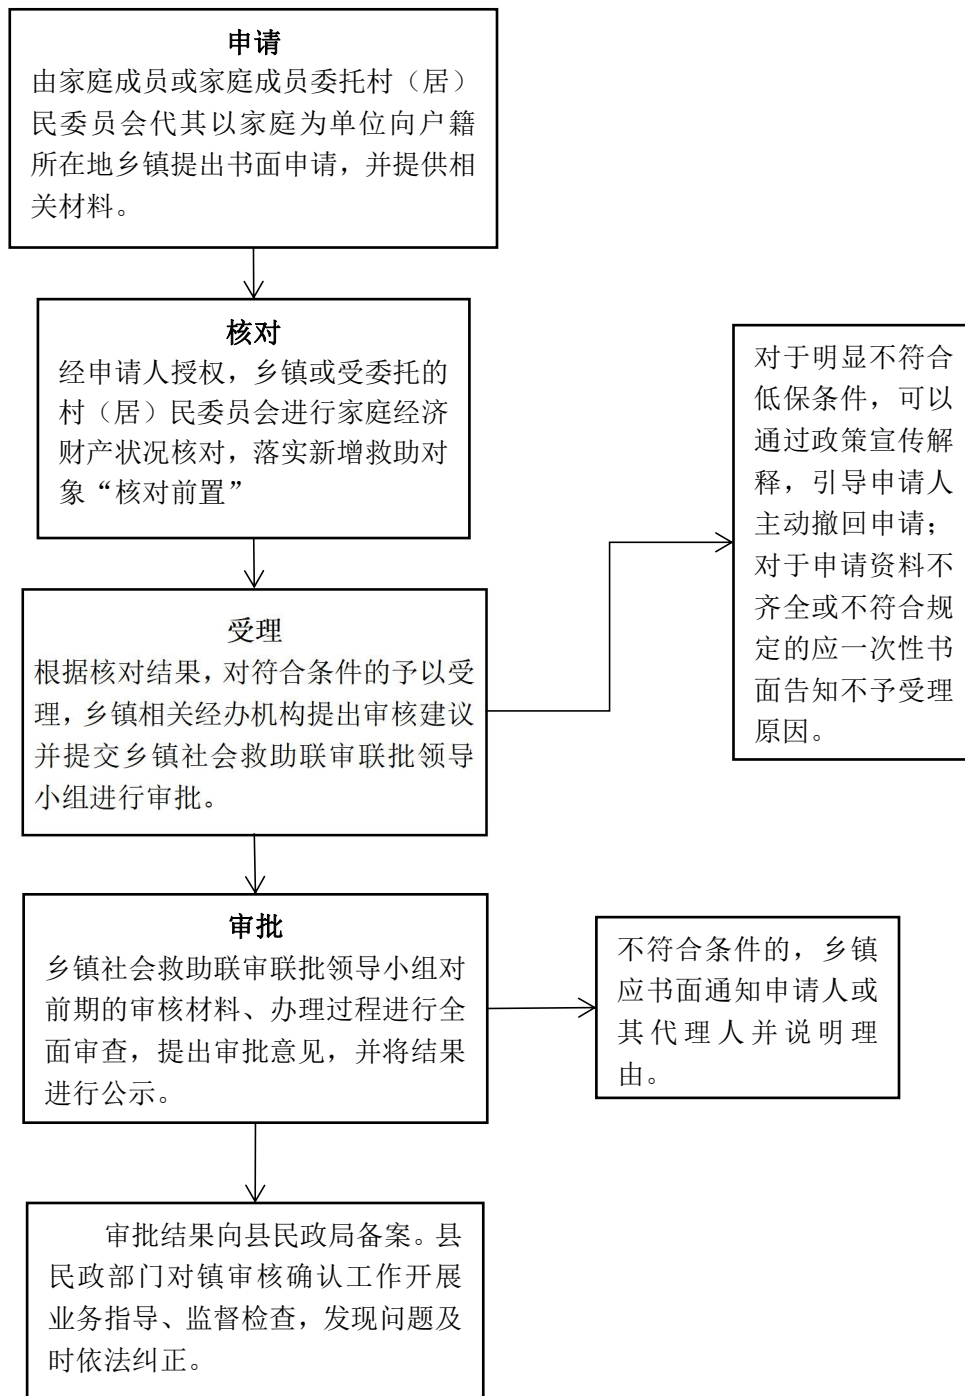 申请
由家庭成员或家庭成员委托村（居）
民委员会代其以家庭为单位向户籍
所在地乡镇提出书面申请，并提供相
关材料。
核对
经申请人授权，乡镇或受委托的
村（居）民委员会进行家庭经济
财产状况核对，落实新增救助对
象“核对前置”
对于明显不符合
低保条件，可以
通过政策宣传解
释，引导申请人
主动撤回申请；
对于申请资料不
齐全或不符合规
定的应一次性书
面告知不予受理
原因。
受理
根据核对结果，对符合条件的予以受
理，乡镇相关经办机构提出审核建议
并提交乡镇社会救助联审联批领导
小组进行审批。
审批
乡镇社会救助联审联批领导小组对
前期的审核材料、办理过程进行全
面审查，提出审批意见，并将结果
进行公示。
不符合条件的，乡镇
应书面通知申请人或
其代理人并说明理
由。
审批结果向县民政局备案。县
民政部门对镇审核确认工作开展
业务指导、监督检查，发现问题及
时依法纠正。